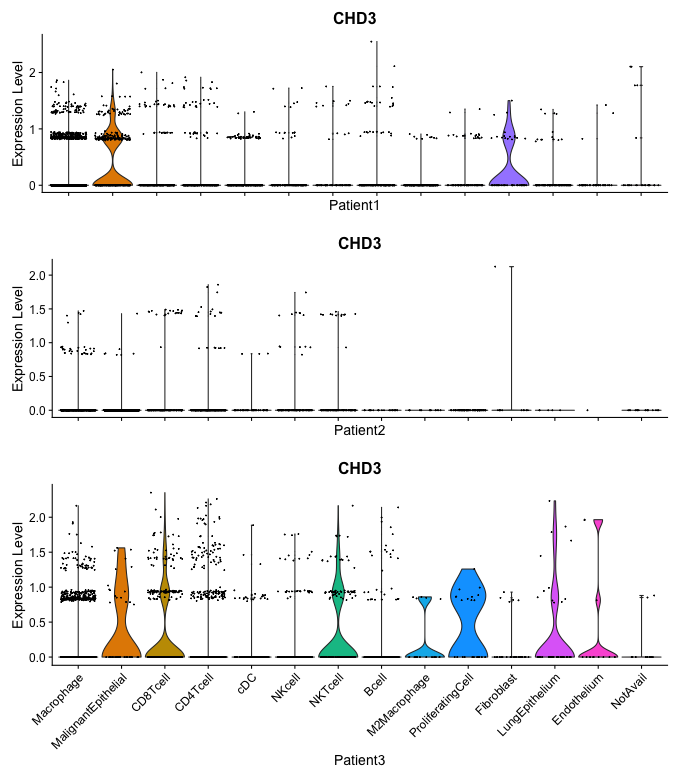 CHD3
Expression Level
2
1
0
Patient1
CHD3
Expression Level
2.0
1.5
1.0
0.5
0.0
Patient2
CHD3
Expression Level
2.0
1.5
1.0
0.5
0.0
Macrophage
MalignantEpithelial
CD8Tcell
CD4Tcell
cDC
NKcell
NKTcell
Bcell
M2Macrophage
ProliferatingCell
Fibroblast
LungEpithelium
Endothelium
NotAvail
Patient3